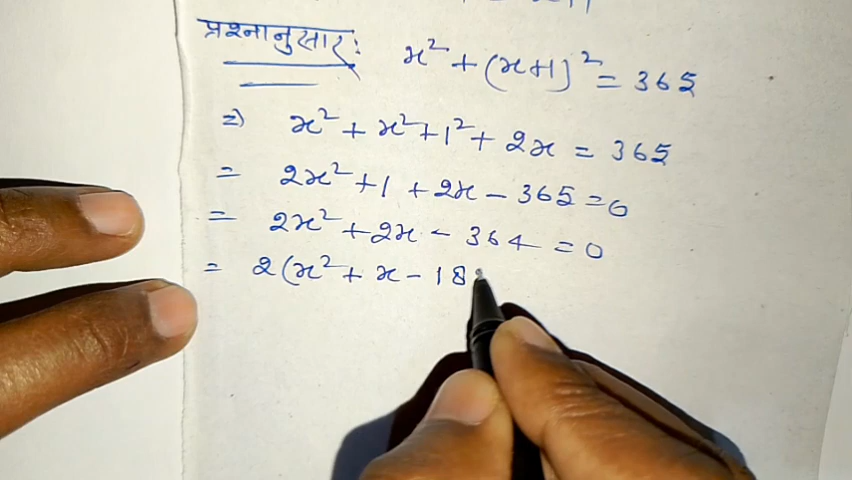 प्रश्नानुसार: x² + (x+1)² = 365
⇒ x² + x² + 1² + 2x = 365
= 2x² + 1 + 2x - 365 = 0
= 2x² + 2x - 364 = 0
= 2(x² + x - 18